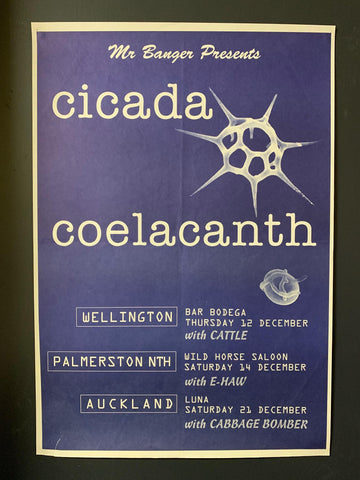 Mr Banger Presents
cicada
coelacanth
WELLINGTON
BAR BODEGA
THURSDAY 12 DECEMBER
with CATTLE
PALMERSTON NTH
WILD HORSE SALOON
SATURDAY 14 DECEMBER
with E-HAW
AUCKLAND
LUNA
SATURDAY 21 DECEMBER
with CABBAGE BOMBER